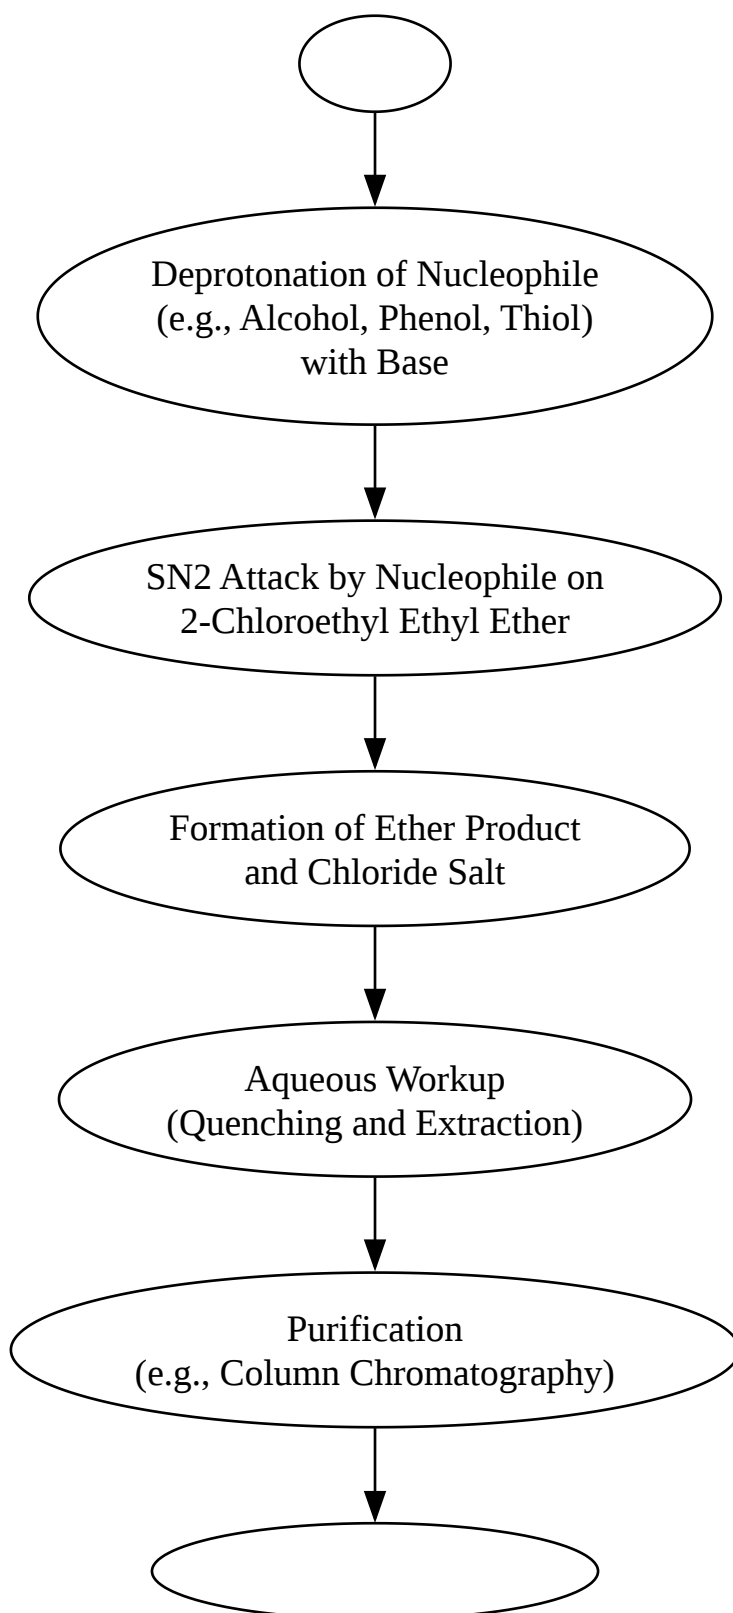 Deprotonation of Nucleophile
(e.g., Alcohol, Phenol, Thiol)
with Base
SN2 Attack by Nucleophile on
2-Chloroethyl Ethyl Ether
Formation of Ether Product
and Chloride Salt
Aqueous Workup
(Quenching and Extraction)
Purification
(e.g., Column Chromatography)